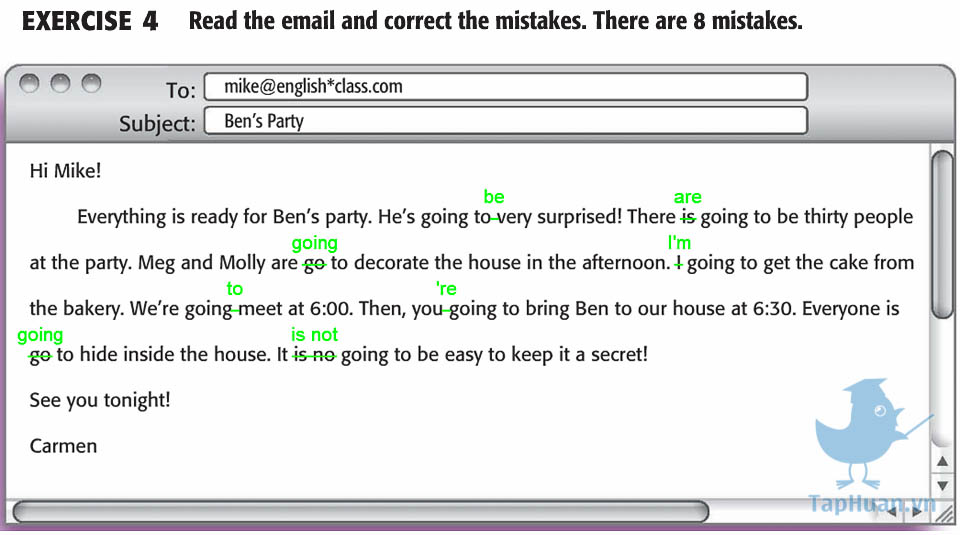 EXERCISE 4 Read the email and correct the mistakes. There are 8 mistakes.
To: mike@english*class.com
Subject: Ben's Party
Hi Mike!
be are
Everything is ready for Ben's party. He's going to very surprised! There is going to be thirty people
going I'm
at the party. Meg and Molly are go to decorate the house in the afternoon. I going to get the cake from
to 're
the bakery. We're going meet at 6:00. Then, you going to bring Ben to our house at 6:30. Everyone is
going is not
go to hide inside the house. It is no going to be easy to keep it a secret!
See you tonight!
Carmen
TapHuan.vn